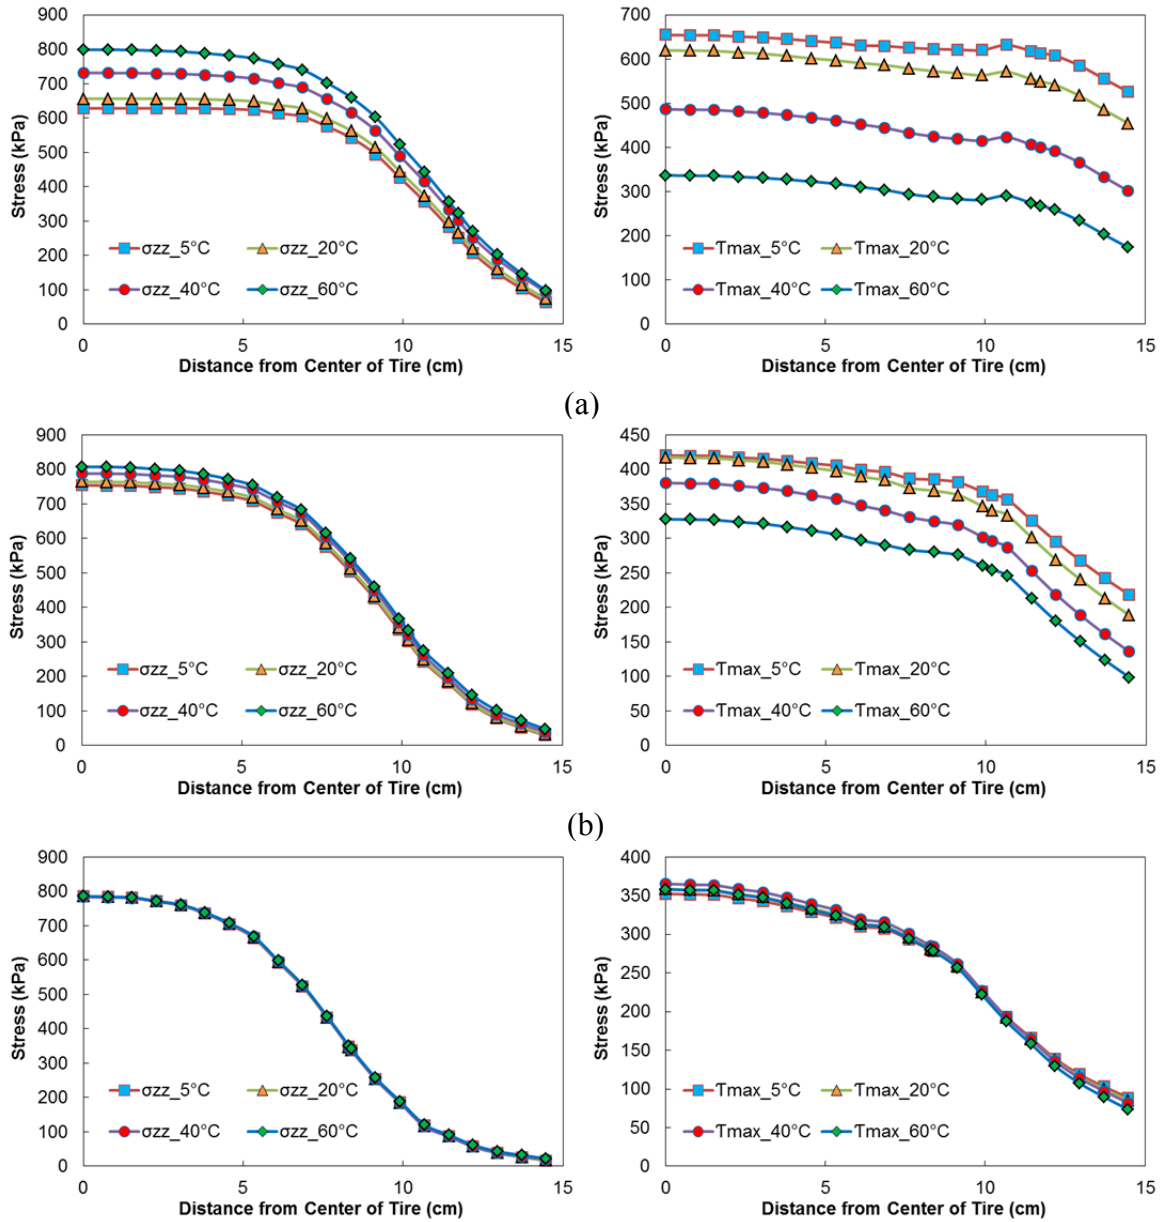 900
800
700
600
500
400
300
200
100
0
0 5 10 15
Stress (kPa)
Distance from Center of Tire (cm)
σzz_5°C σzz_20°C
σzz_40°C σzz_60°C
700
600
500
400
300
200
100
0
0 5 10 15
Stress (kPa)
Distance from Center of Tire (cm)
Tmax_5°C Tmax_20°C
Tmax_40°C Tmax_60°C
(a)
900
800
700
600
500
400
300
200
100
0
0 5 10 15
Stress (kPa)
Distance from Center of Tire (cm)
σzz_5°C σzz_20°C
σzz_40°C σzz_60°C
450
400
350
300
250
200
150
100
50
0
0 5 10 15
Stress (kPa)
Distance from Center of Tire (cm)
Tmax_5°C Tmax_20°C
Tmax_40°C Tmax_60°C
(b)
900
800
700
600
500
400
300
200
100
0
0 5 10 15
Stress (kPa)
Distance from Center of Tire (cm)
σzz_5°C σzz_20°C
σzz_40°C σzz_60°C
400
350
300
250
200
150
100
50
0
0 5 10 15
Stress (kPa)
Distance from Center of Tire (cm)
Tmax_5°C Tmax_20°C
Tmax_40°C Tmax_60°C